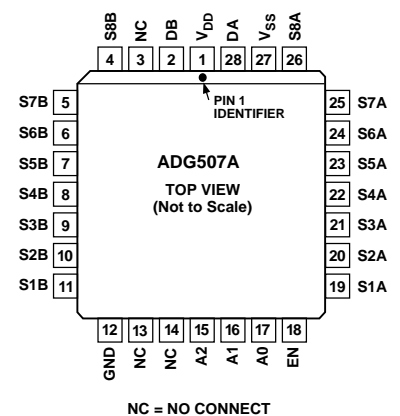 S8B NC DB VDD DA VSS S8A
4 3 2 1 28 27 26
PIN 1
IDENTIFIER
S7B 5
S6B 6
S5B 7
S4B 8
S3B 9
S2B 10
S1B 11
ADG507A
TOP VIEW
(Not to Scale)
25 S7A
24 S6A
23 S5A
22 S4A
21 S3A
20 S2A
19 S1A
12 13 14 15 16 17 18
GND NC NC A2 A1 A0 EN
NC = NO CONNECT